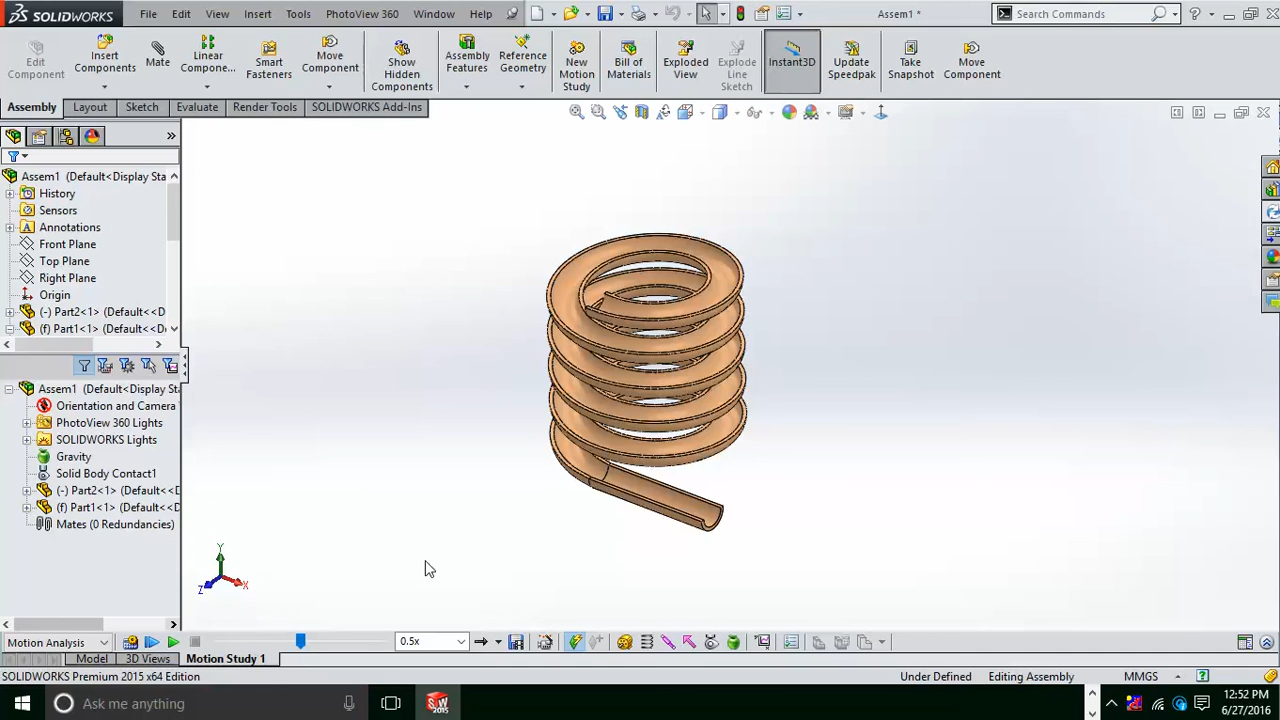 SOLIDWORKS File Edit View Insert Tools PhotoView 360 Window Help Assem1 * Search Commands
Edit Component
Insert Components
Mate
Linear Compone...
Smart Fasteners
Move Component
Show Hidden Components
Assembly Features
Reference Geometry
New Motion Study
Bill of Materials
Exploded View
Explode Line Sketch
Instant3D
Update Speedpak
Take Snapshot
Move Component
Assembly Layout Sketch Evaluate Render Tools SOLIDWORKS Add-Ins
Assem1 (Default<Display Sta
History
Sensors
Annotations
Front Plane
Top Plane
Right Plane
Origin
(-) Part2<1> (Default<<D
(f) Part1<1> (Default<<D
Assem1 (Default<Display Sta
Orientation and Camera
PhotoView 360 Lights
SOLIDWORKS Lights
Gravity
Solid Body Contact1
(-) Part2<1> (Default<<D
(f) Part1<1> (Default<<D
Mates (0 Redundancies)
Y
Z X
Motion Analysis 0.5x
Model 3D Views Motion Study 1
SOLIDWORKS Premium 2015 x64 Edition Under Defined Editing Assembly MMGS
Ask me anything SW 2015 12:52 PM
6/27/2016